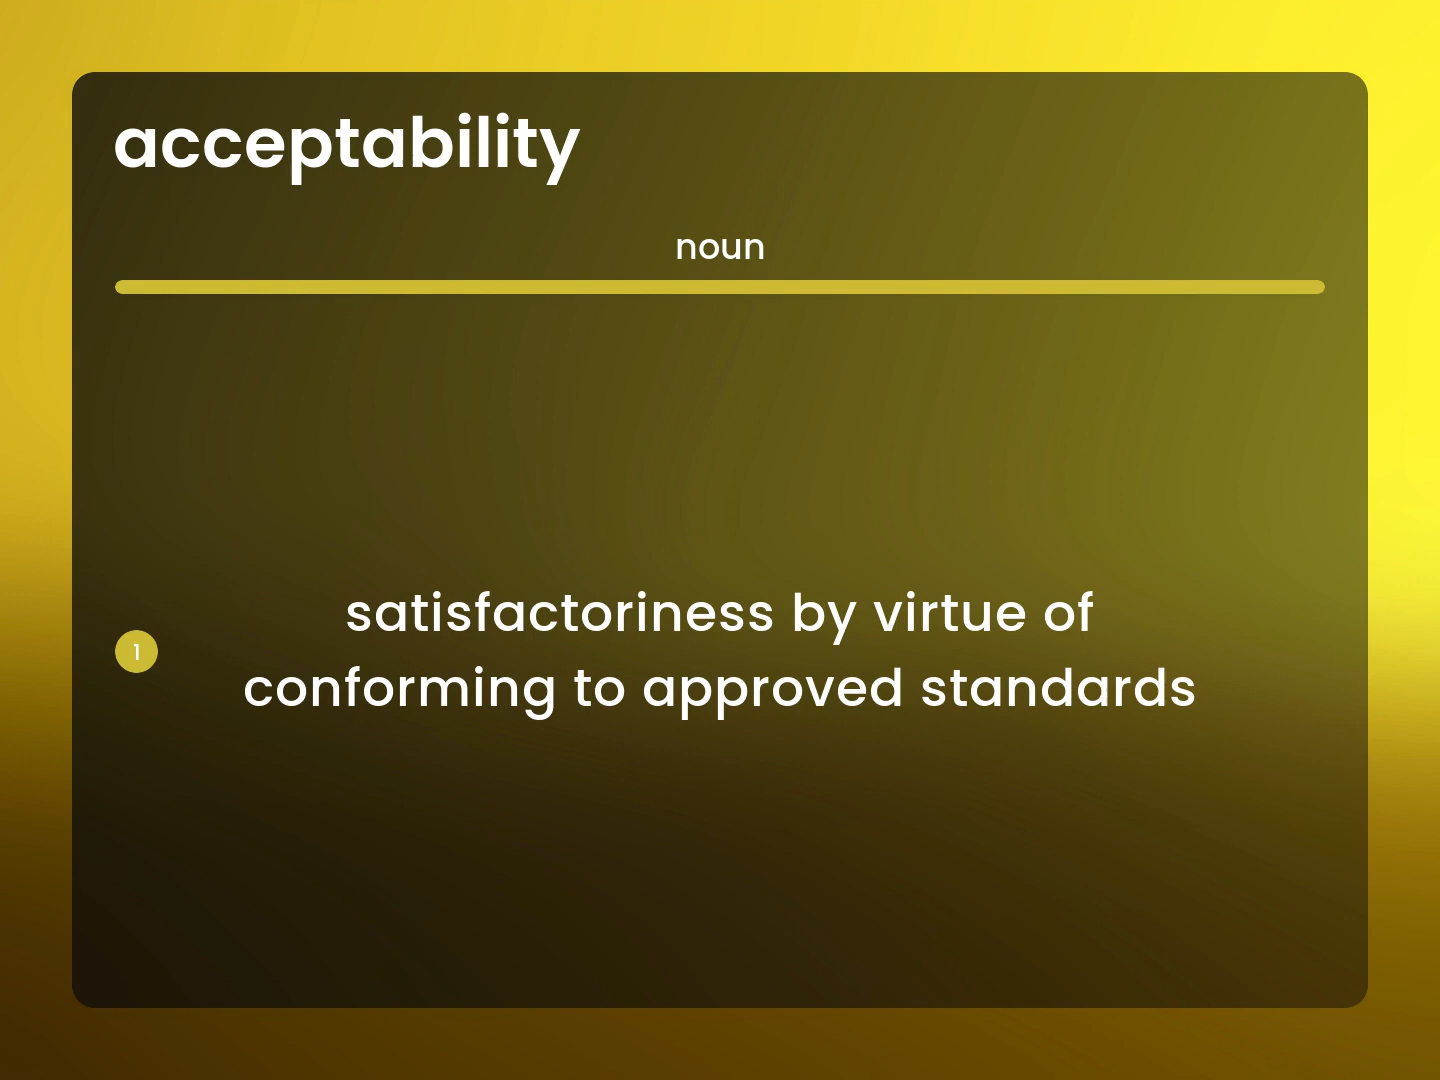 acceptability
noun
1
satisfactoriness by virtue of
conforming to approved standards